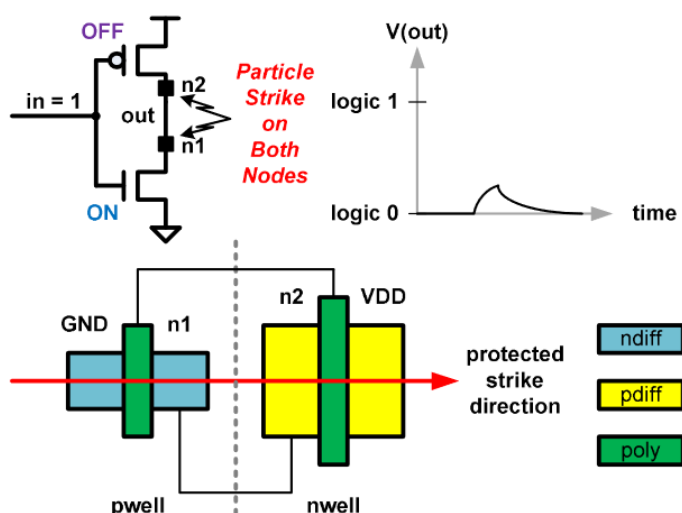 OFF
n2
in = 1
out
n1
ON
Particle
Strike
on
Both
Nodes
V(out)
logic 1
logic 0
time
GND
n1
n2
VDD
protected
strike
direction
ndiff
pdiff
poly
pwell
nwell